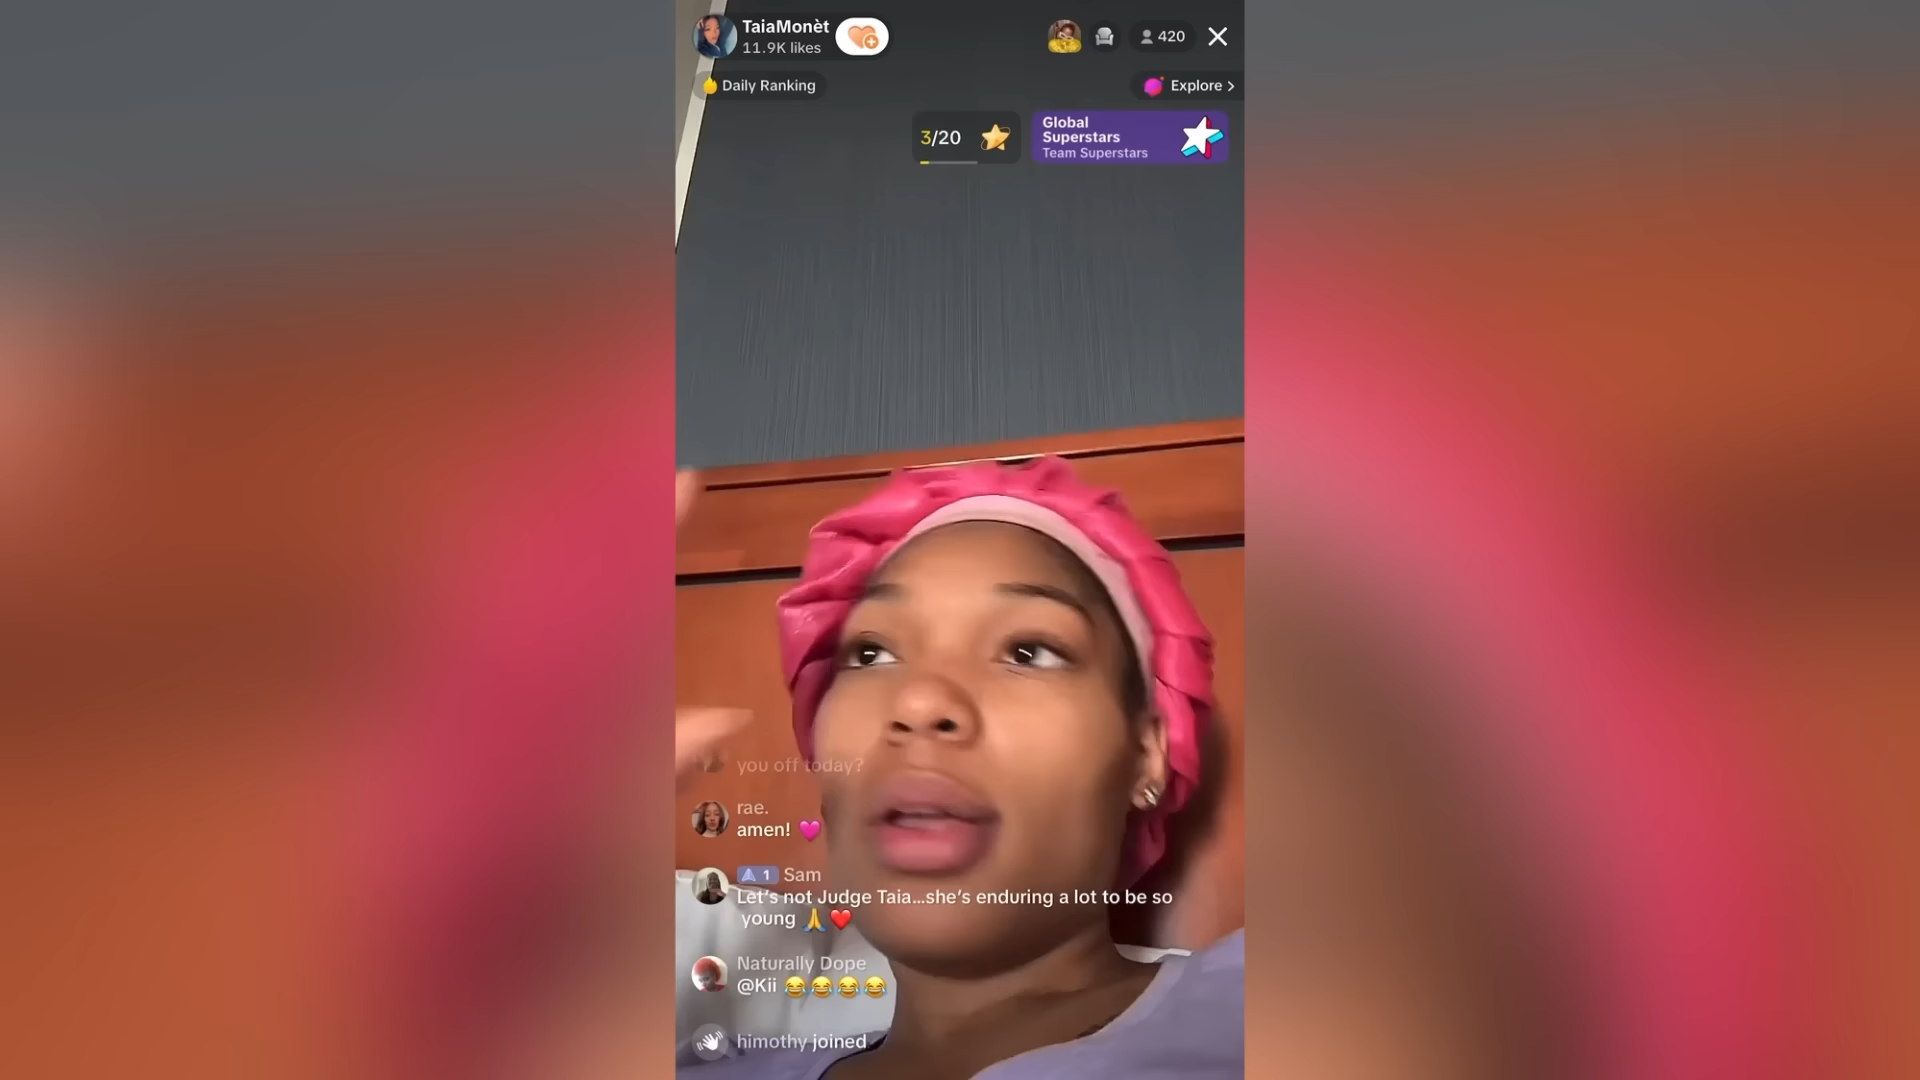 TaiaMonèt
11.9K likes
420
Daily Ranking
Explore >
3/20
Global
Superstars
Team Superstars
you off today?
rae.
amen! 💗
1 Sam
Let's not Judge Taia...she's enduring a lot to be so
young 🙏❤️
Naturally Dope
@Kii 😂😂😂😂
himothy joined